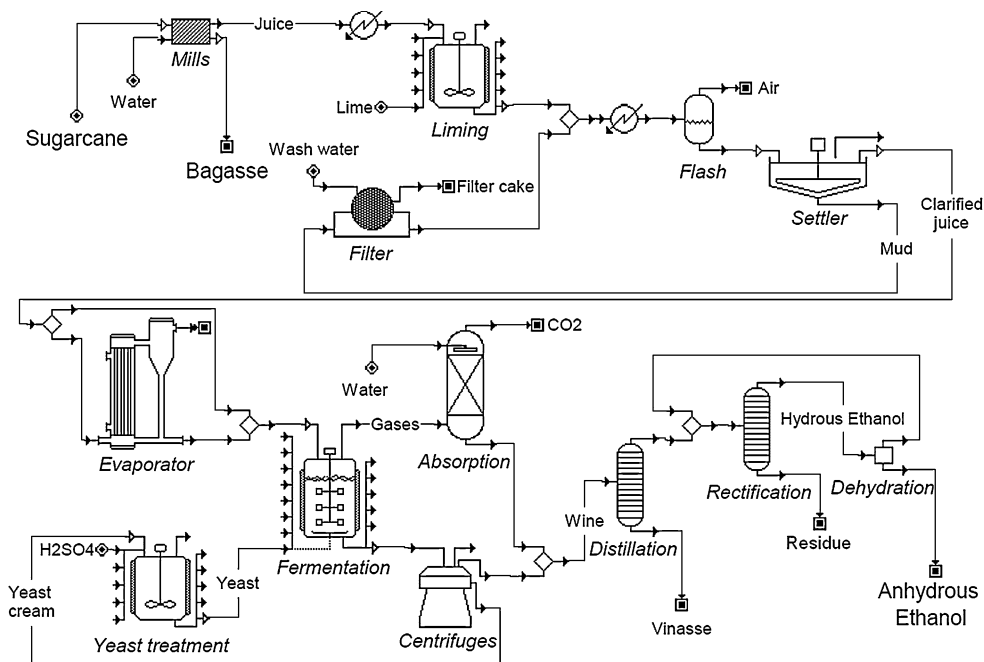 Juice
Mills
Water
Sugarcane
Bagasse
Lime
Liming
Air
Flash
Wash water
Filter cake
Filter
Settler
Clarified
juice
Mud
Evaporator
Water
CO2
Gases
Absorption
Hydrous Ethanol
Rectification
Dehydration
Residue
Anhydrous
Ethanol
Wine
Distillation
Vinasse
Fermentation
H2SO4
Yeast
Yeast
cream
Yeast treatment
Centrifuges